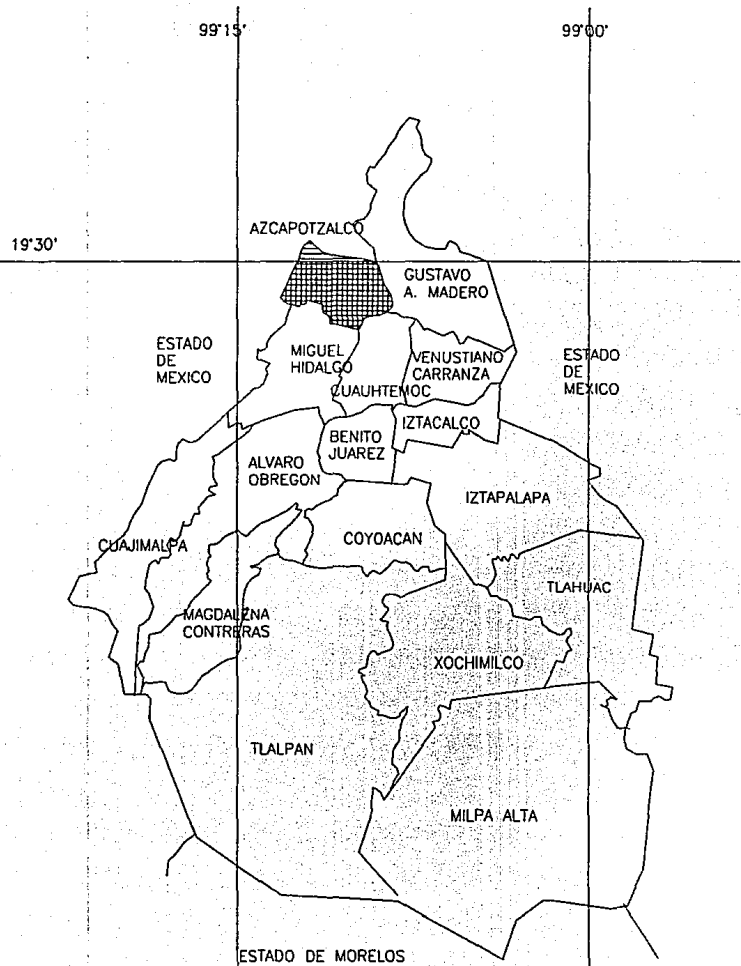 99°15'
99°00'
AZCAPOTZALCO
19°30'
GUSTAVO
A. MADERO
ESTADO
DE
MEXICO
MIGUEL
HIDALGO
VENUSTIANO
CARRANZA
ESTADO
DE
MEXICO
CUAUHTEMOC
IZTACALCO
BENITO
JUAREZ
ALVARO
OBREGON
IZTAPALAPA
COYOACAN
CUAJIMALPA
TLAHUAC
MAGDALENA
CONTRERAS
XOCHIMILCO
TLALPAN
MILPA ALTA
ESTADO DE MORELOS